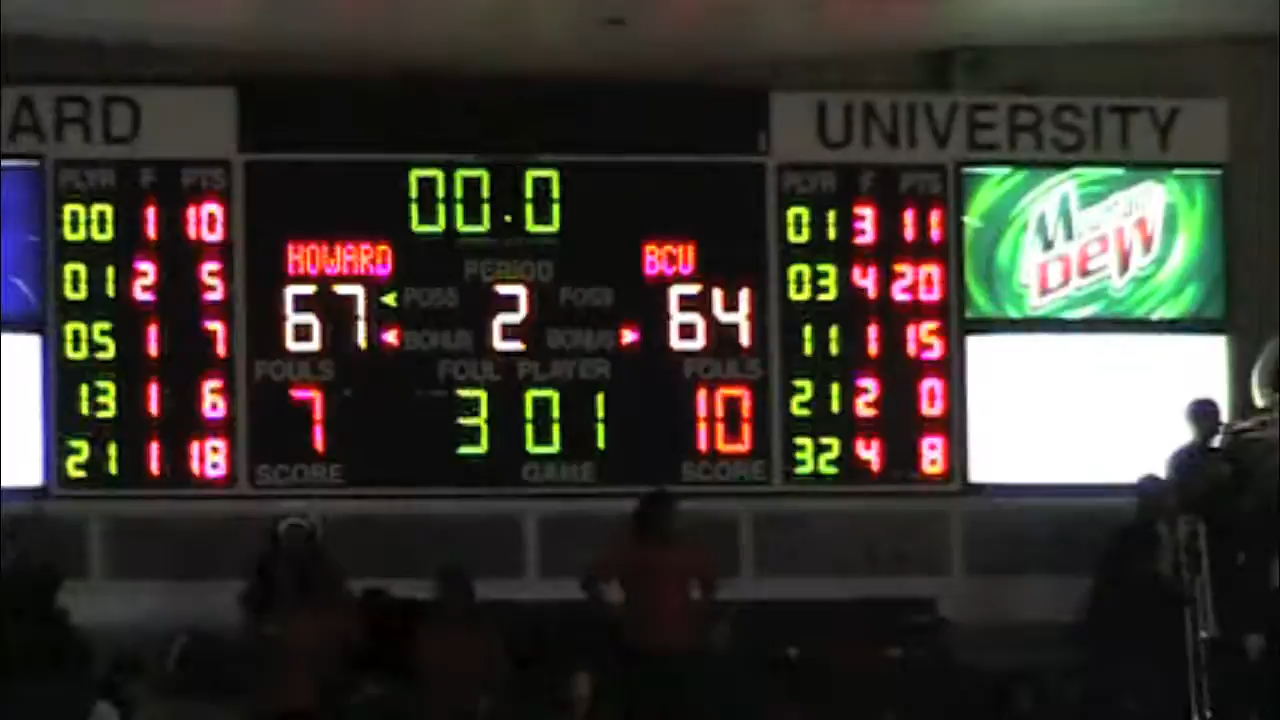 ARD
UNIVERSITY
PLYR F PTS
00 1 10
01 2 5
05 1 7
13 1 6
21 1 18
00.0
HOWARD PERIOD BCU
67 POSS 2 POSS 64
BONUS BONUS
FOULS FOUL PLAYER FOULS
7 3 01 10
SCORE GAME SCORE
PLYR F PTS
01 3 11
03 4 20
11 1 15
21 2 0
32 4 8
Mountain
DEW